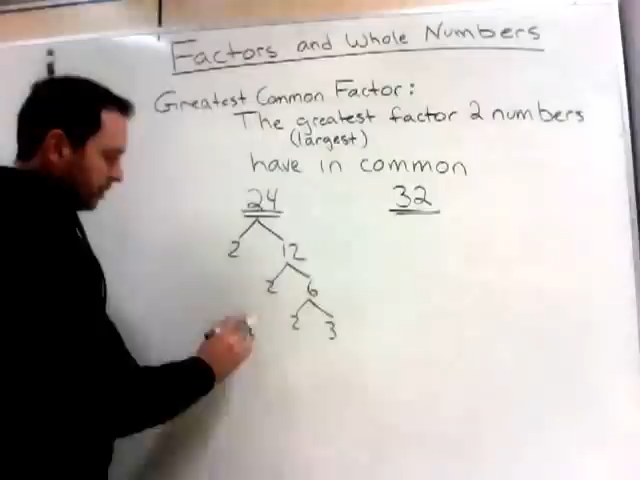 Factors and Whole Numbers
Greatest Common Factor:
The greatest factor 2 numbers
(largest)
have in common
24 32
2 12
2 6
2 3